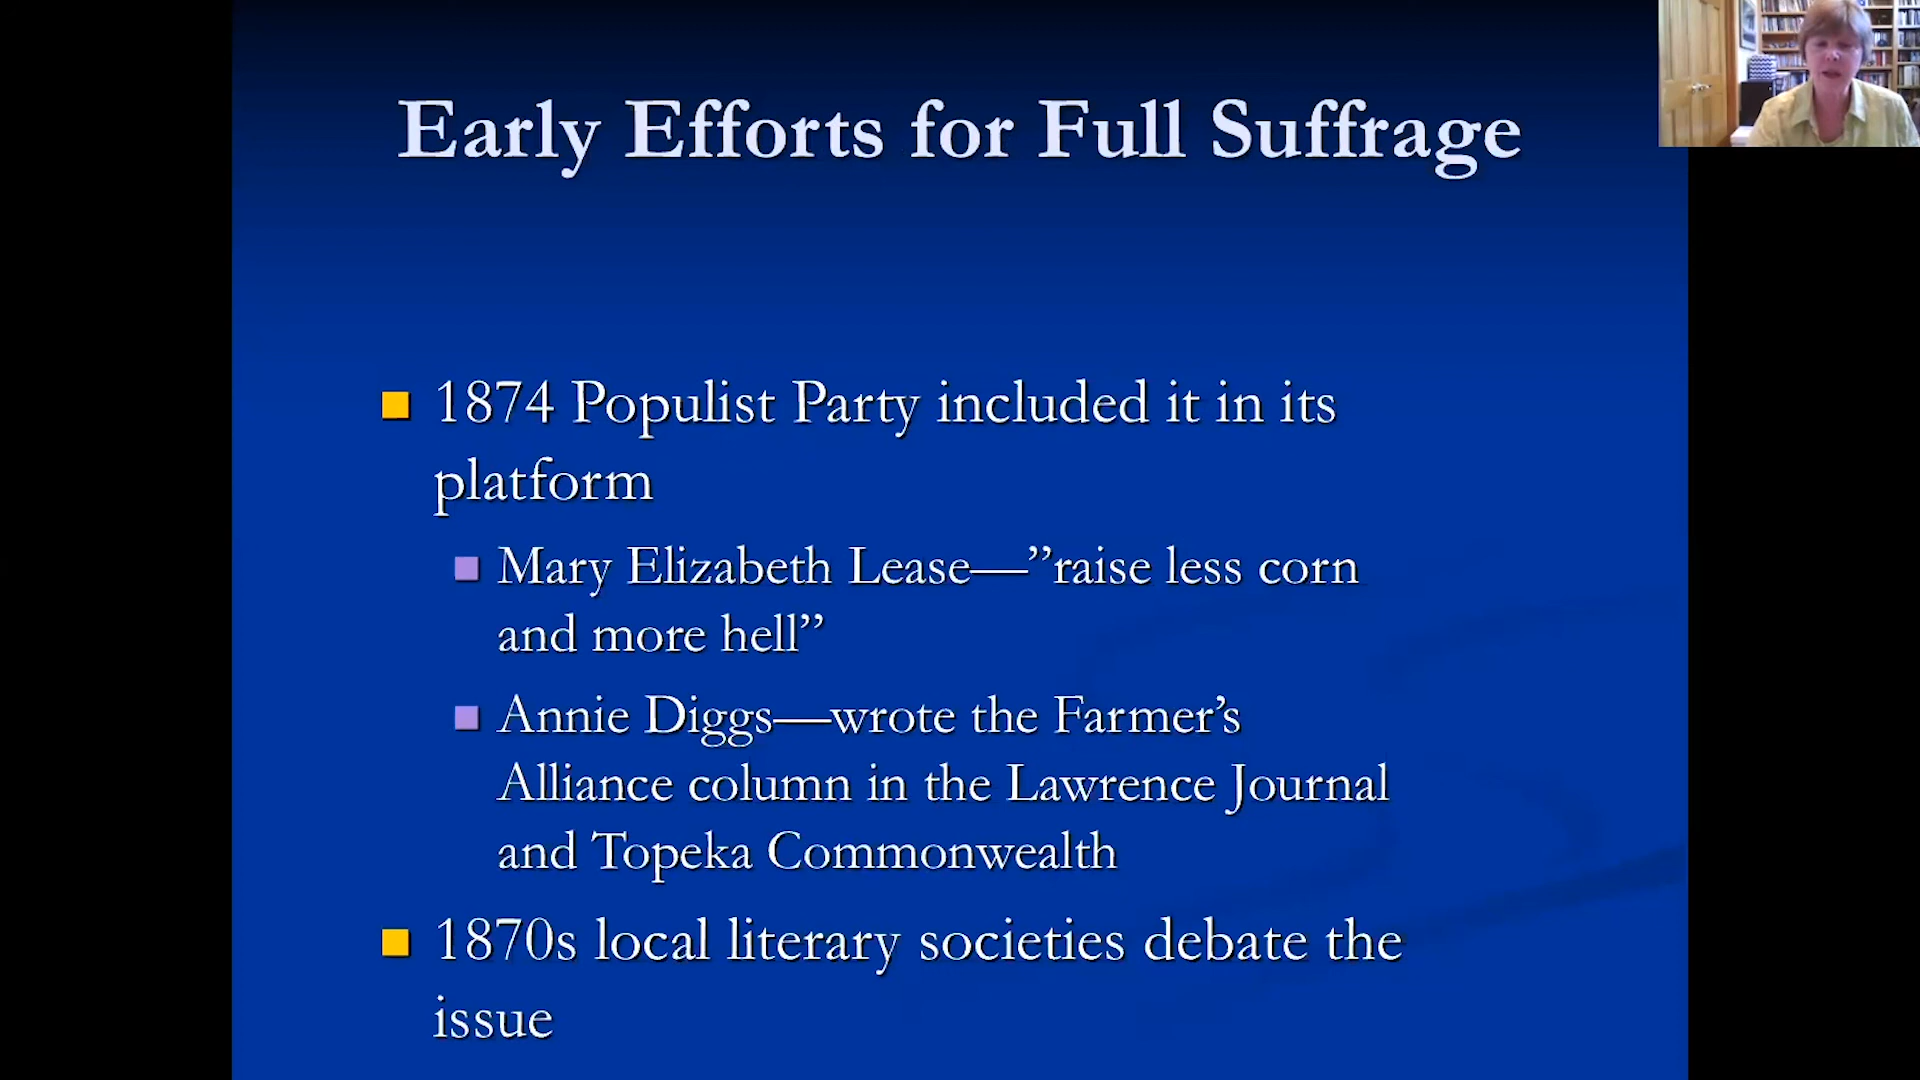 Early Efforts for Full Suffrage
1874 Populist Party included it in its
platform
Mary Elizabeth Lease—”raise less corn
and more hell”
Annie Diggs—wrote the Farmer’s
Alliance column in the Lawrence Journal
and Topeka Commonwealth
1870s local literary societies debate the
issue